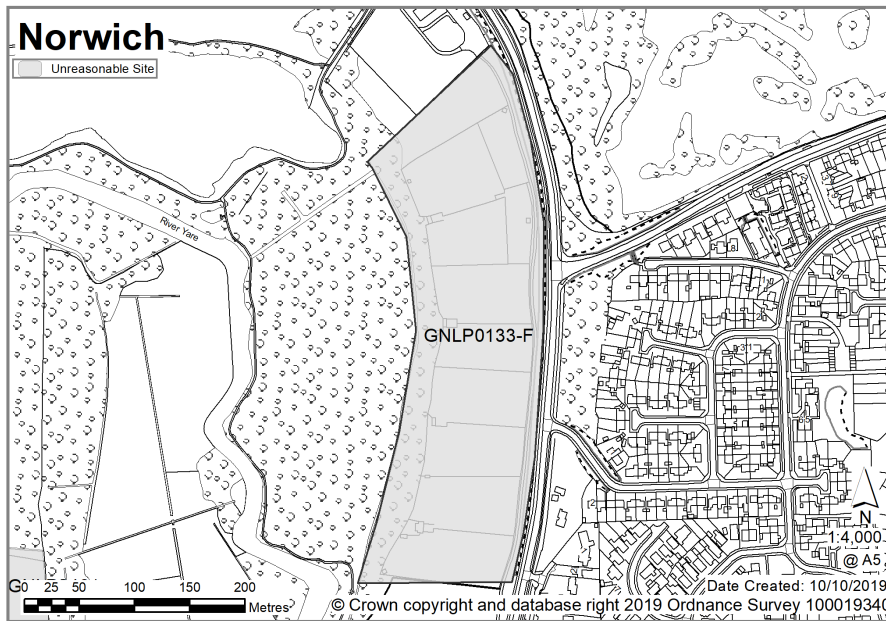 Norwich
Unreasonable Site
River Yare
GNLP0133-F
N
1:4,000
@ A5
G
0 25 50 100 150 200
Metres
Date Created: 10/10/2019
© Crown copyright and database right 2019 Ordnance Survey 100019340